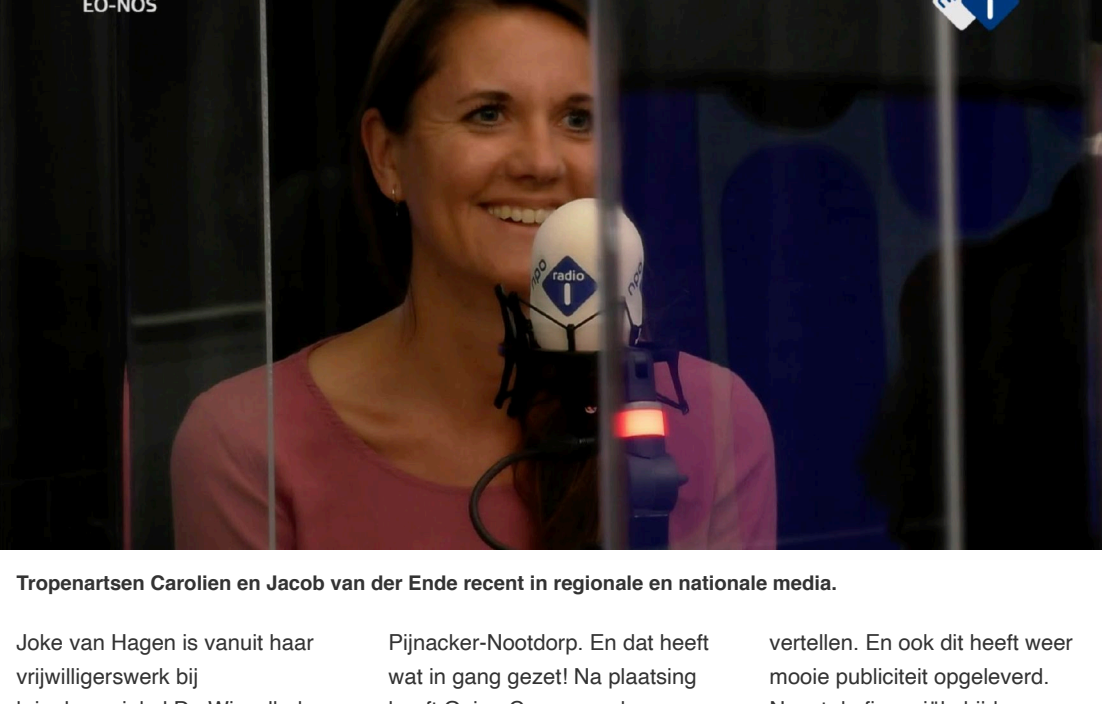 EO-NOS
npo
radio
1
npo
Tropenartsen Carolien en Jacob van der Ende recent in regionale en nationale media.
Joke van Hagen is vanuit haar
vrijwilligerswerk bij
Pijnacker-Nootdorp. En dat heeft
wat in gang gezet! Na plaatsing
vertellen. En ook dit heeft weer
mooie publiciteit opgeleverd.